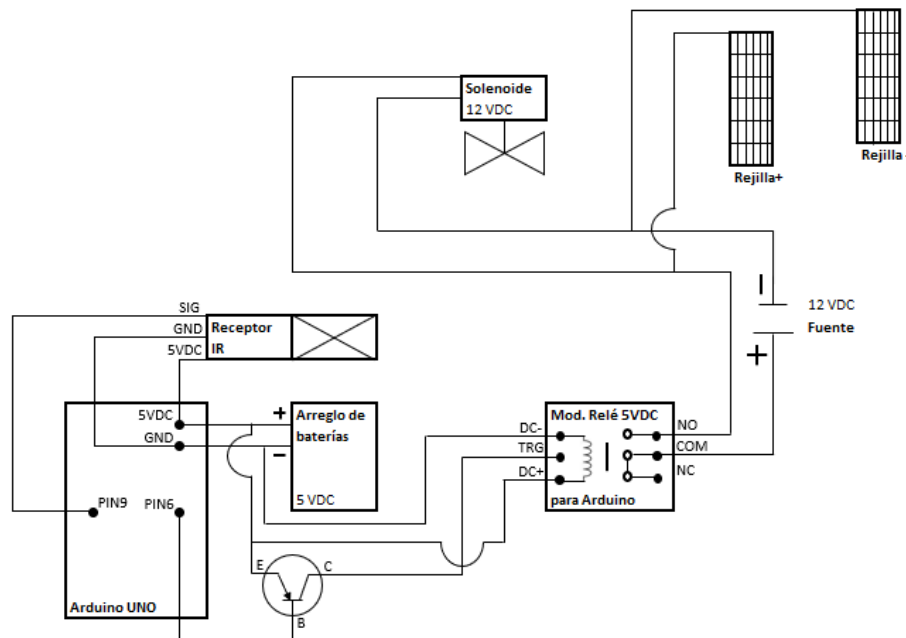 Solenoide
12 VDC
Rejilla+
Rejilla
12 VDC
Fuente
+
SIG
GND
5VDC
Receptor
IR
5VDC
GND
+
−
Arreglo de
baterías
5 VDC
PIN9
PIN6
Arduino UNO
Mod. Relé 5VDC
DC-
TRG
DC+
NO
COM
NC
para Arduino
E
C
B